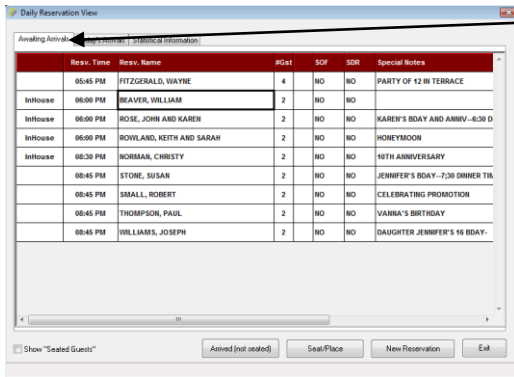 Daily Reservation View
Awaiting Arrivals Arrivals Statistical Information
Resv. Time Resv. Name #Gst SOF SDR Special Notes
05:45 PM FITZGERALD, WAYNE 4 NO NO PARTY OF 12 IN TERRACE
InHouse 06:00 PM BEAVER, WILLIAM 2 NO NO
InHouse 06:00 PM ROSE, JOHN AND KAREN 2 NO NO KAREN'S BDAY AND ANNIV--6:30 D
InHouse 06:00 PM ROWLAND, KEITH AND SARAH 2 NO NO HONEYMOON
InHouse 08:30 PM NORMAN, CHRISTY 2 NO NO 10TH ANNIVERSARY
08:45 PM STONE, SUSAN 2 NO NO JENNIFER'S BDAY--7;30 DINNER TIM
08:45 PM SMALL, ROBERT 2 NO NO CELEBRATING PROMOTION
08:45 PM THOMPSON, PAUL 2 NO NO VANNA'S BIRTHDAY
08:45 PM WILLIAMS, JOSEPH 2 NO NO DAUGHTER JENNIFER'S 16 BDAY-
Show "Seated Guests" Arrived (not seated) Seat/Place New Reservation Exit